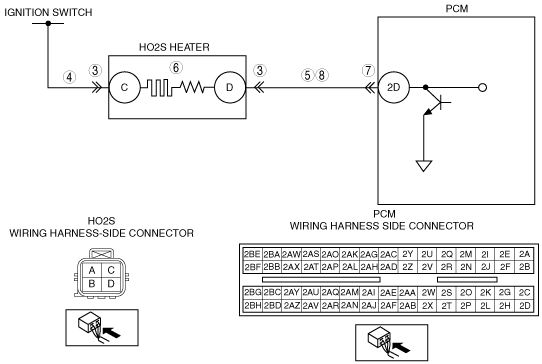 IGNITION SWITCH
PCM
HO2S HEATER
4 3 6 3 5 8 7
C D 2D
HO2S
WIRING HARNESS-SIDE CONNECTOR
A C
B D
PCM
WIRING HARNESS SIDE CONNECTOR
2BE 2BA 2AW 2AS 2AO 2AK 2AG 2AC 2Y 2U 2Q 2M 2I 2E 2A
2BF 2BB 2AX 2AT 2AP 2AL 2AH 2AD 2Z 2V 2R 2N 2J 2F 2B
2BG 2BC 2AY 2AU 2AQ 2AM 2AI 2AE 2AA 2W 2S 2O 2K 2G 2C
2BH 2BD 2AZ 2AV 2AR 2AN 2AJ 2AF 2AB 2X 2T 2P 2L 2H 2D